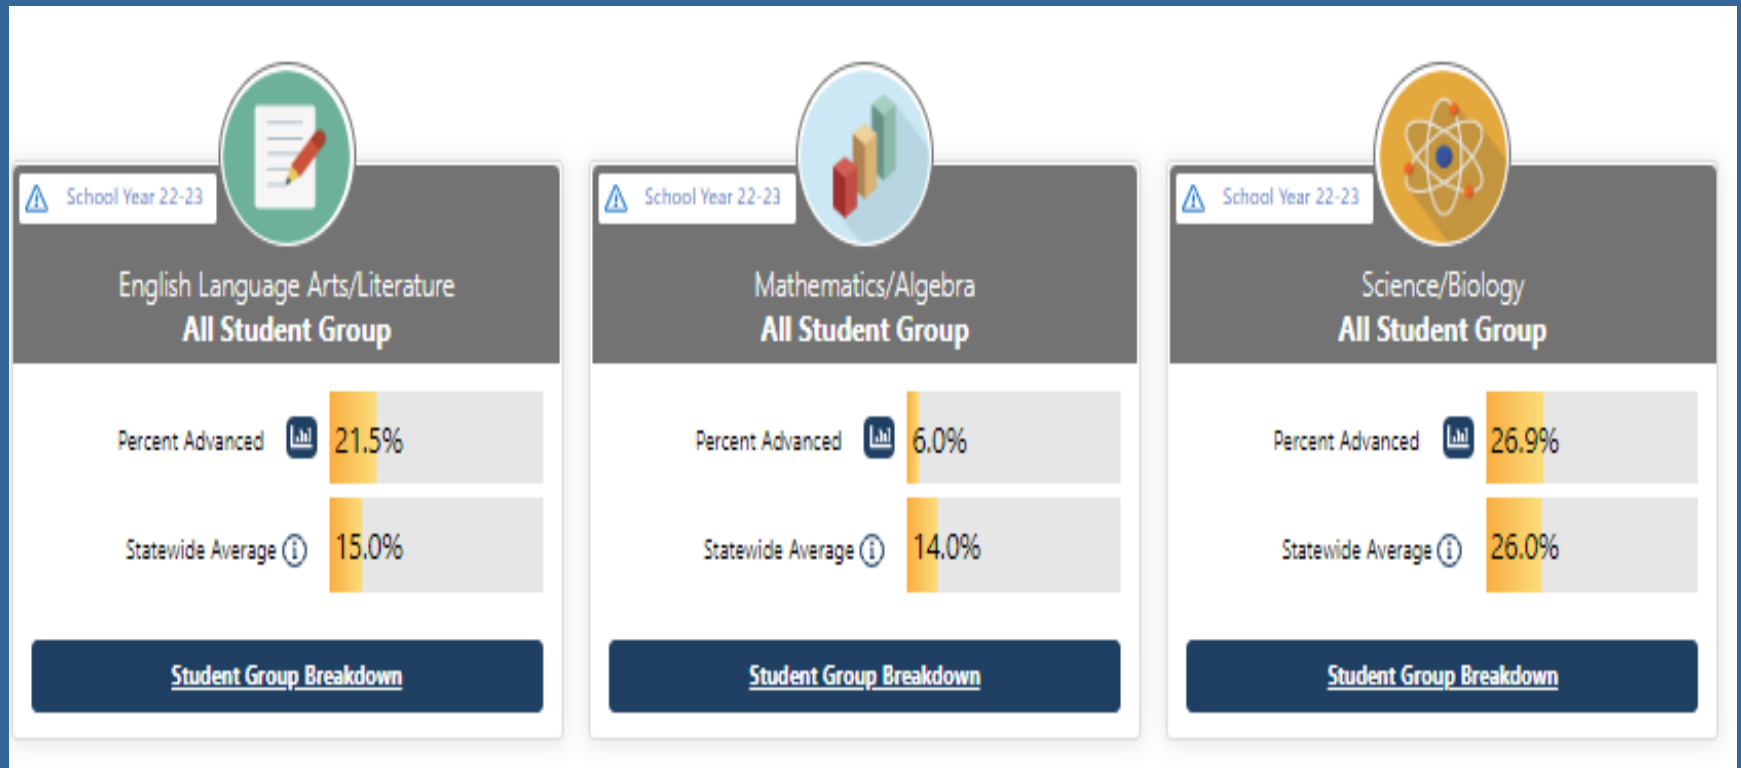 School Year 22-23
English Language Arts/Literature
All Student Group
Percent Advanced 21.5%
Statewide Average 15.0%
Student Group Breakdown
School Year 22-23
Mathematics/Algebra
All Student Group
Percent Advanced 6.0%
Statewide Average 14.0%
Student Group Breakdown
School Year 22-23
Science/Biology
All Student Group
Percent Advanced 26.9%
Statewide Average 26.0%
Student Group Breakdown